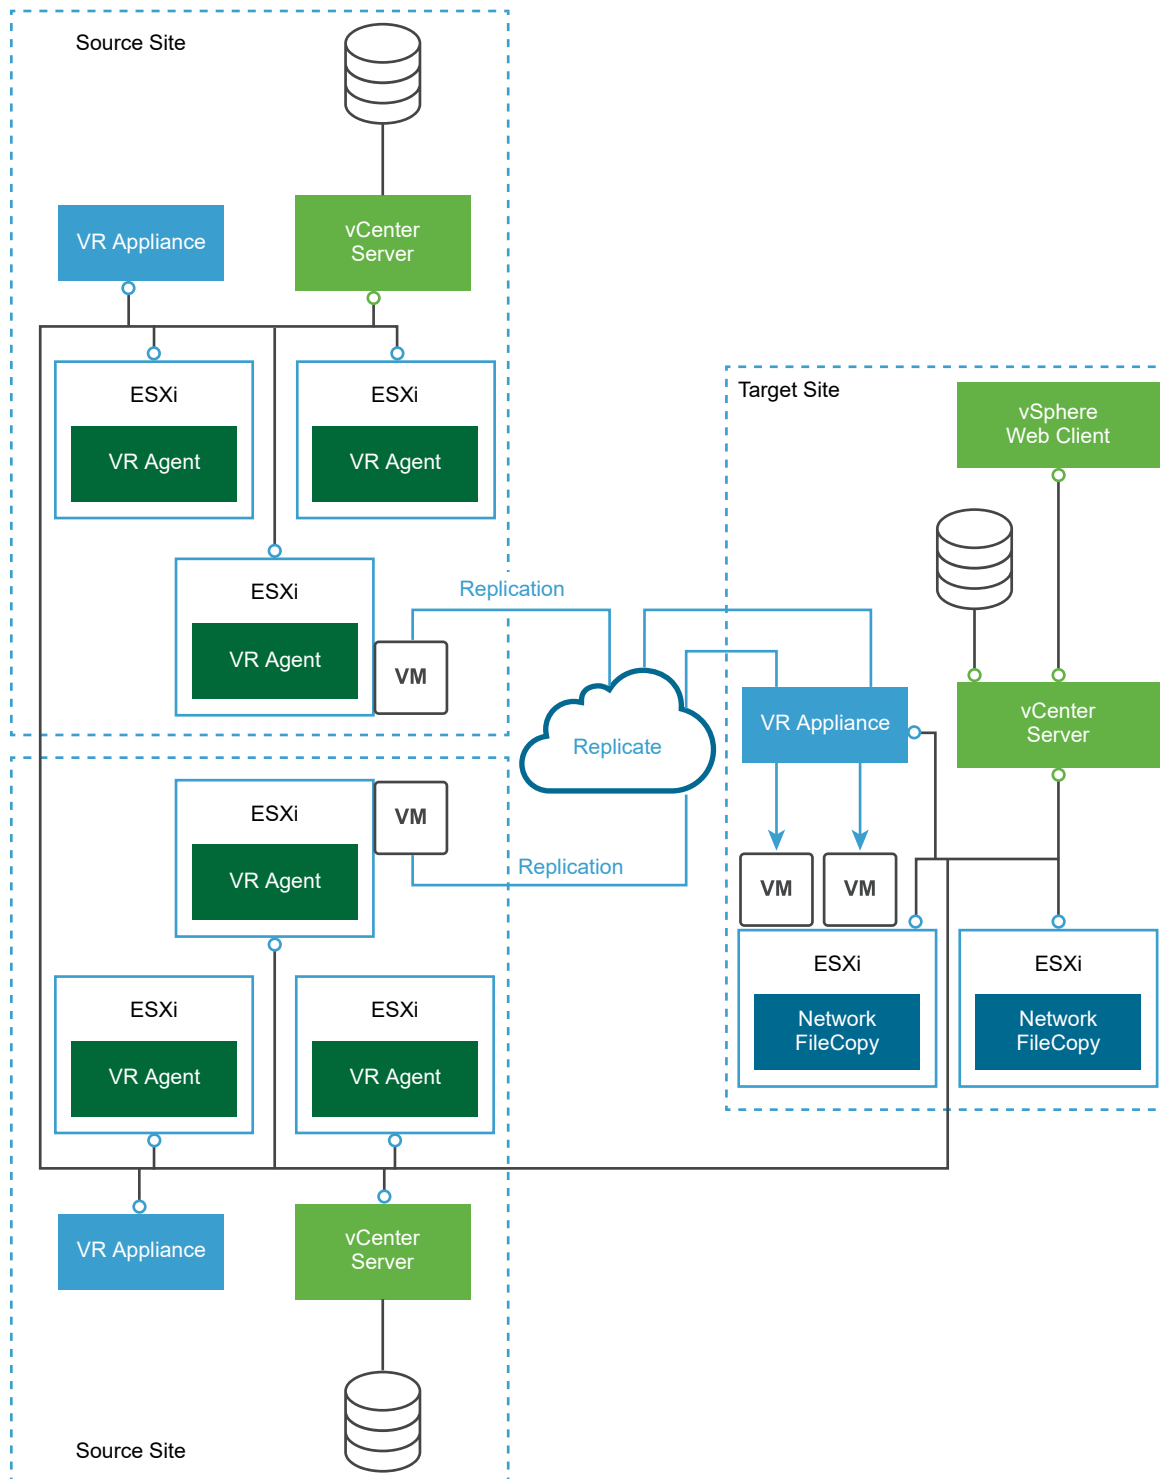 Source Site
VR Appliance
vCenter
Server
ESXi
VR Agent
ESXi
VR Agent
ESXi
VR Agent
VM
Replication
Replicate
ESXi
VR Agent
VM
Replication
ESXi
VR Agent
ESXi
VR Agent
VR Appliance
vCenter
Server
Source Site
Target Site
vSphere
Web Client
VR Appliance
vCenter
Server
VM
VM
ESXi
Network
FileCopy
ESXi
Network
FileCopy